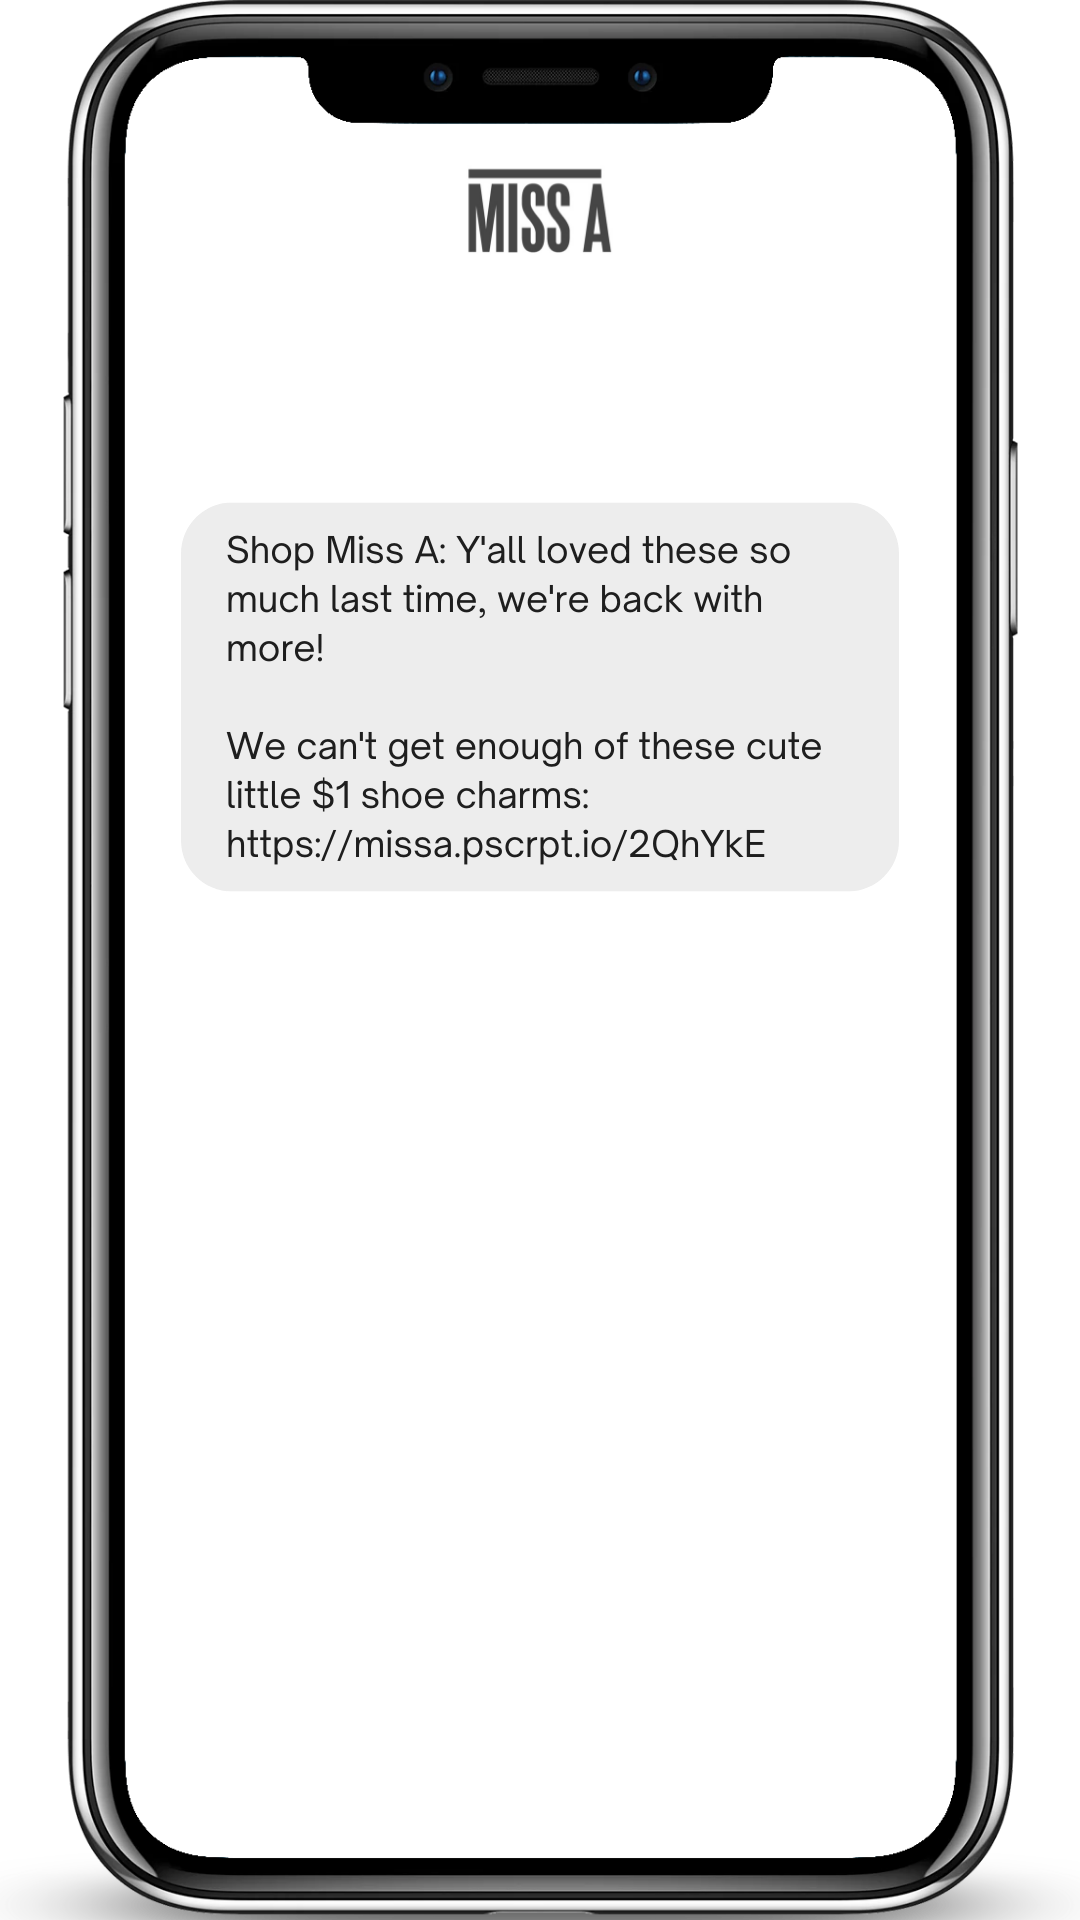 MISS A
Shop Miss A: Y'all loved these so
much last time, we're back with
more!
We can't get enough of these cute
little $1 shoe charms:
https://missa.pscrpt.io/2QhYkE